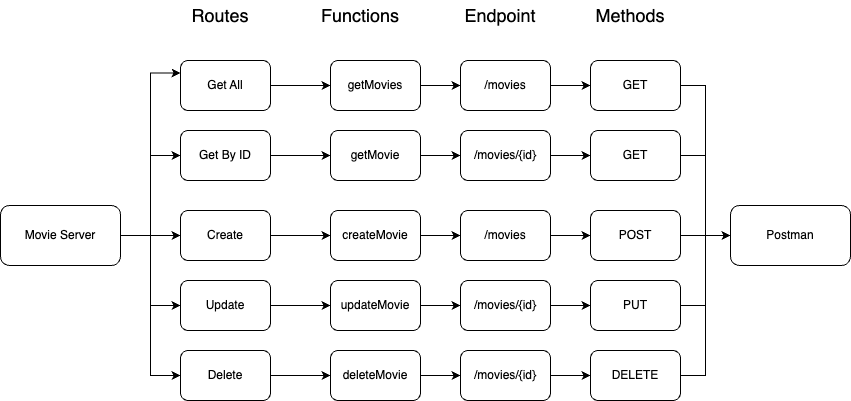 Routes Functions Endpoint Methods
Get All getMovies /movies GET
Get By ID getMovie /movies/{id} GET
Movie Server Create createMovie /movies POST Postman
Update updateMovie /movies/{id} PUT
Delete deleteMovie /movies/{id} DELETE